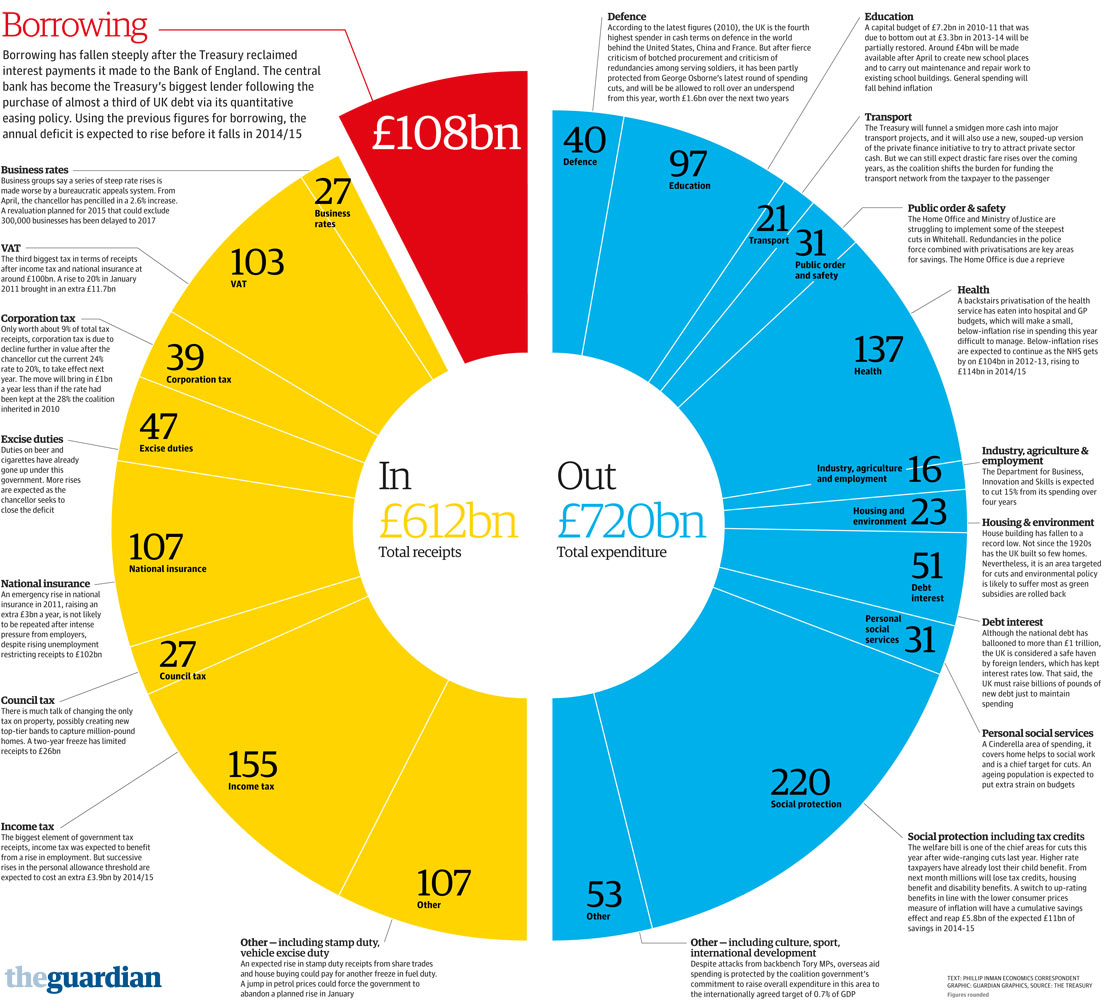 Borrowing
Borrowing has fallen steeply after the Treasury reclaimed
interest payments it made to the Bank of England. The central
bank has become the Treasury's biggest lender following the
purchase of almost a third of UK debt via its quantitative
easing policy. Using the previous figures for borrowing, the
annual deficit is expected to rise before it falls in 2014/15
£108bn
Business rates
Business groups say a series of steep rate rises is
made worse by a bureaucratic appeals system. From
April, the chancellor has pencilled in a 2.6% increase.
A revaluation planned for 2015 that could exclude
300,000 businesses has been delayed to 2017
VAT
The third biggest tax in terms of receipts
after income tax and national insurance at
around £100bn. A rise to 20% in January
2011 brought in an extra £11.7bn
Corporation tax
Only worth about 9% of total tax
receipts, corporation tax is due to
decline further in value after the
chancellor cut the current 24%
rate to 20%, to take effect next
year. The move will bring in £1bn
a year less than if the rate had
been kept at the 28% the coalition
inherited in 2010
Excise duties
Duties on beer and
cigarettes have already
gone up under this
government. More rises
are expected as the
chancellor seeks to
close the deficit
National insurance
An emergency rise in national
insurance in 2011, raising an
extra £3bn a year, is not likely
to be repeated after intense
pressure from employers,
despite rising unemployment
restricting receipts to £102bn
Council tax
There is much talk of changing the only
tax on property, possibly creating new
top-tier bands to capture million-pound
homes. A two-year freeze has limited
receipts to £26bn
Income tax
The biggest element of government tax
receipts, income tax was expected to benefit
from a rise in employment. But successive
rises in the personal allowance threshold are
expected to cost an extra £3.9bn by 2014/15
Other – including stamp duty,
vehicle excise duty
An expected rise in stamp duty receipts from share trades
and house buying could pay for another freeze in fuel duty.
A jump in petrol prices could force the government to
abandon a planned rise in January
27
Business
rates
103
VAT
39
Corporation tax
47
Excise duties
107
National insurance
27
Council tax
155
Income tax
107
Other
In
£612bn
Total receipts
Out
£720bn
Total expenditure
40
Defence
97
Education
21
Transport
31
Public order
and safety
137
Health
Industry, agriculture
and employment
16
Housing and
environment
23
51
Debt
interest
Personal
social
services
31
220
Social protection
53
Other
Defence
According to the latest figures (2010), the UK is the fourth
highest spender in cash terms on defence in the world
behind the United States, China and France. But after fierce
criticism of botched procurement and criticism of
redundancies among serving soldiers, it has been partly
protected from George Osborne's latest round of spending
cuts, and will be be allowed to roll over an underspend
from this year, worth £1.6bn over the next two years
Education
A capital budget of £7.2bn in 2010-11 that was
due to bottom out at £3.3bn in 2013-14 will be
partially restored. Around £4bn will be made
available after April to create new school places
and to carry out maintenance and repair work to
existing school buildings. General spending will
fall behind inflation
Transport
The Treasury will funnel a smidgen more cash into major
transport projects, and it will also use a new, souped-up version
of the private finance initiative to try to attract private sector
cash. But we can still expect drastic fare rises over the coming
years, as the coalition shifts the burden for funding the
transport network from the taxpayer to the passenger
Public order & safety
The Home Office and Ministry of Justice are
struggling to implement some of the steepest
cuts in Whitehall. Redundancies in the police
force combined with privatisations are key areas
for savings. The Home Office is due a reprieve
Health
A backstairs privatisation of the health
service has eaten into hospital and GP
budgets, which will make a small,
below-inflation rise in spending this year
difficult to manage. Below-inflation rises
are expected to continue as the NHS gets
by on £104bn in 2012-13, rising to
£114bn in 2014/15
Industry, agriculture &
employment
The Department for Business,
Innovation and Skills is expected
to cut 15% from its spending over
four years
Housing & environment
House building has fallen to a
record low. Not since the 1920s
has the UK built so few homes.
Nevertheless, it is an area targeted
for cuts and environmental policy
is likely to suffer most as green
subsidies are rolled back
Debt interest
Although the national debt has
ballooned to more than £1 trillion,
the UK is considered a safe haven
by foreign lenders, which has kept
interest rates low. That said, the
UK must raise billions of pounds of
new debt just to maintain
spending
Personal social services
A Cinderella area of spending, it
covers home helps to social work
and is a chief target for cuts. An
ageing population is expected to
put extra strain on budgets
Social protection including tax credits
The welfare bill is one of the chief areas for cuts this
year after wide-ranging cuts last year. Higher rate
taxpayers have already lost their child benefit. From
next month millions will lose tax credits, housing
benefit and disability benefits. A switch to up-rating
benefits in line with the lower consumer prices
measure of inflation will have a cumulative savings
effect and reap £5.8bn of the expected £11bn of
savings in 2014-15
Other – including culture, sport,
international development
Despite attacks from backbench Tory MPs, overseas aid
spending is protected by the coalition government's
commitment to raise overall expenditure in this area to
the internationally agreed target of 0.7% of GDP
theguardian
TEXT: PHILLIP INMAN ECONOMICS CORRESPONDENT
GRAPHIC: GUARDIAN GRAPHICS, SOURCE: THE TREASURY
Figures rounded